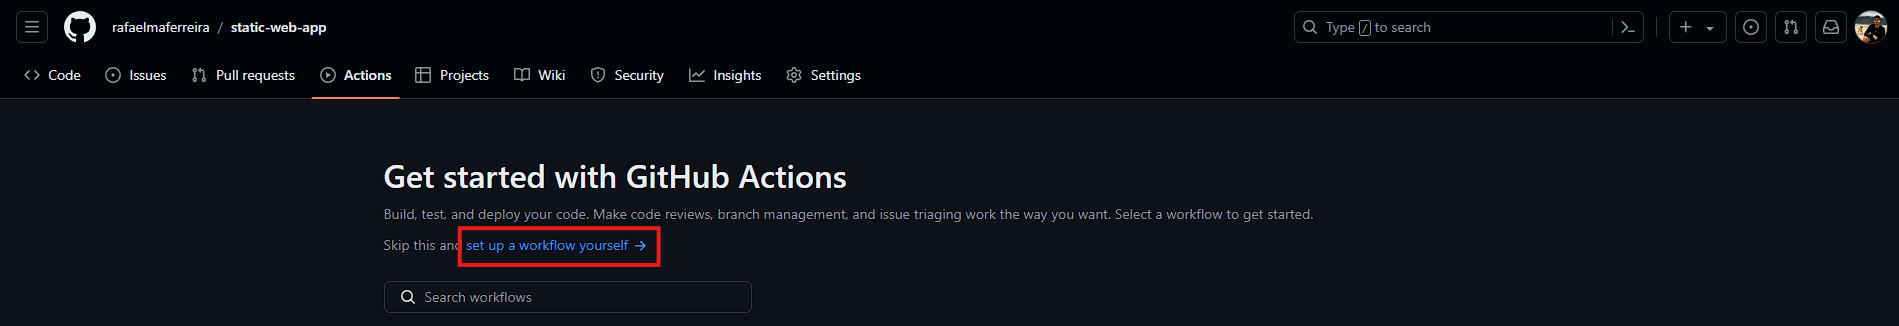 rafaelmaferreira / static-web-app
Type / to search
Code Issues Pull requests Actions Projects Wiki Security Insights Settings
Get started with GitHub Actions
Build, test, and deploy your code. Make code reviews, branch management, and issue triaging work the way you want. Select a workflow to get started.
Skip this and set up a workflow yourself →
Search workflows